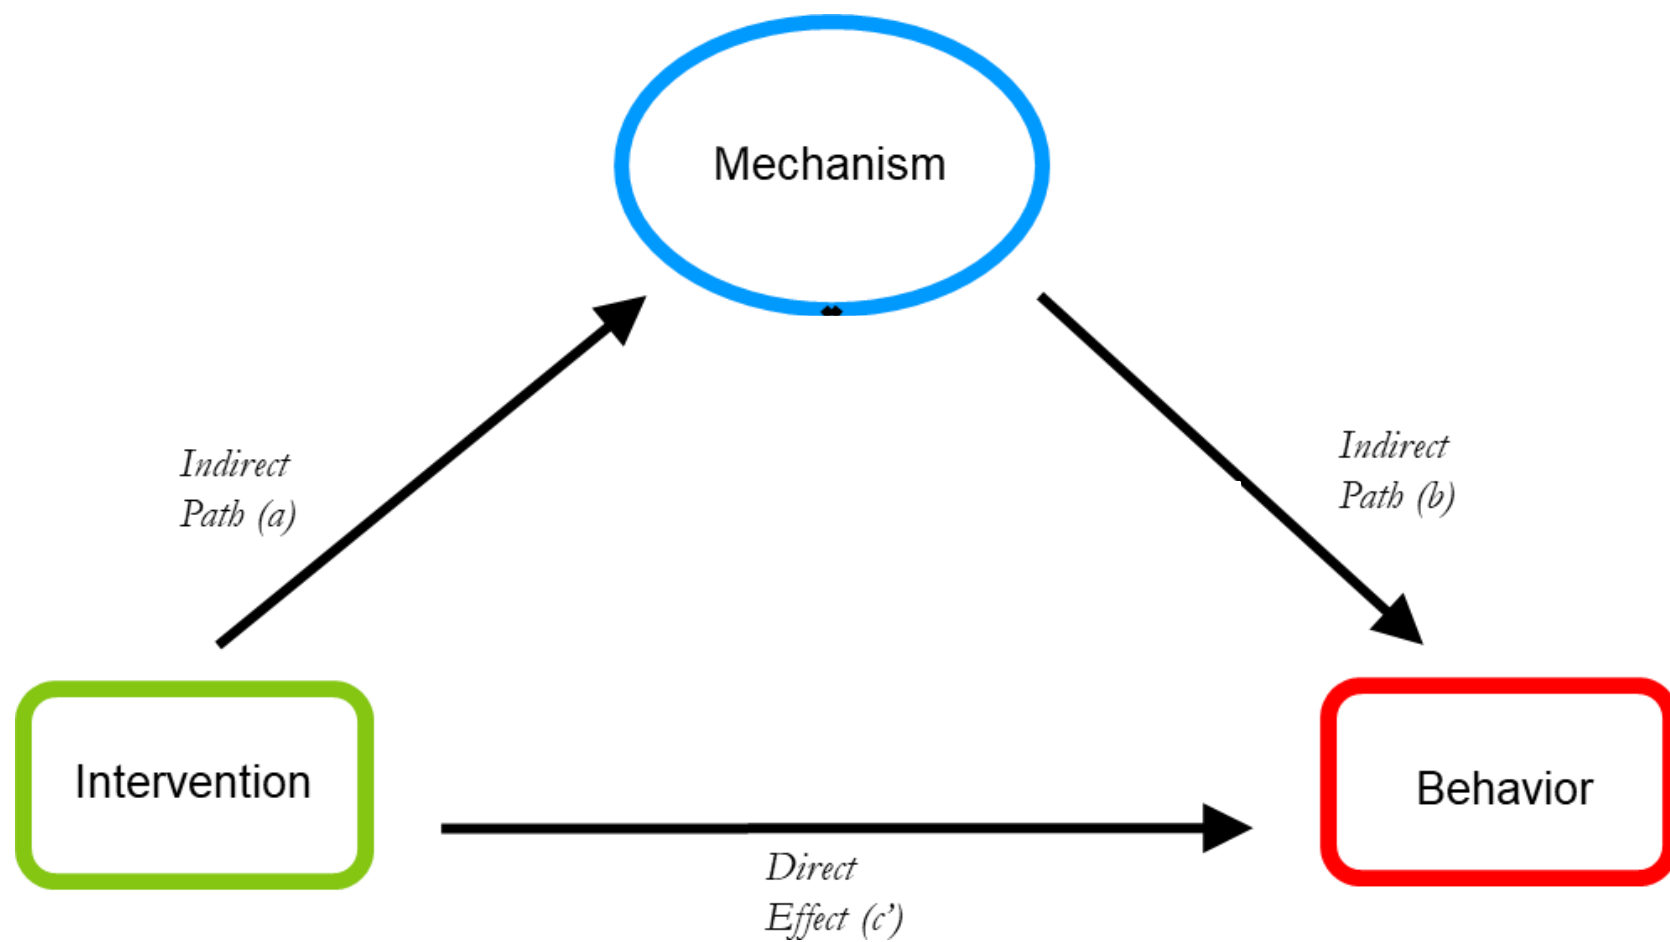 Mechanism
Indirect
Path (a)
Indirect
Path (b)
Intervention
Behavior
Direct
Effect (c’)